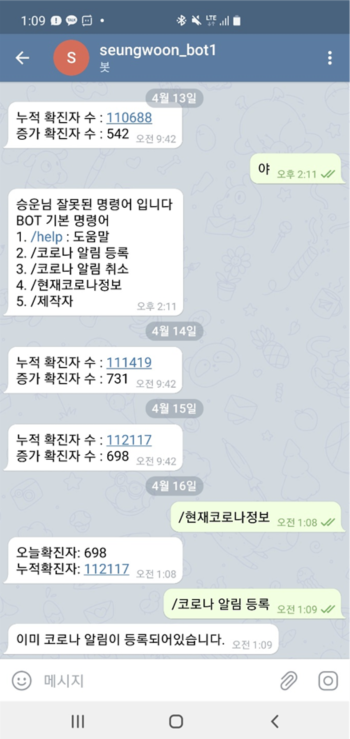 1:09
LTE
seungwoon_bot1
봇
S
4월 13일
누적 확진자 수 : 110688
증가 확진자 수 : 542 오전 9:42
야 오후 2:11
승운님 잘못된 명령어 입니다
BOT 기본 명령어
1. /help : 도움말
2. /코로나 알림 등록
3. /코로나 알림 취소
4. /현재코로나정보
5. /제작자
오후 2:11
4월 14일
누적 확진자 수 : 111419
증가 확진자 수 : 731 오전 9:42
4월 15일
누적 확진자 수 : 112117
증가 확진자 수 : 698 오전 9:42
4월 16일
/현재코로나정보 오전 1:08
오늘확진자: 698
누적확진자: 112117 오전 1:08
/코로나 알림 등록 오전 1:09
이미 코로나 알림이 등록되어있습니다. 오전 1:09
메시지